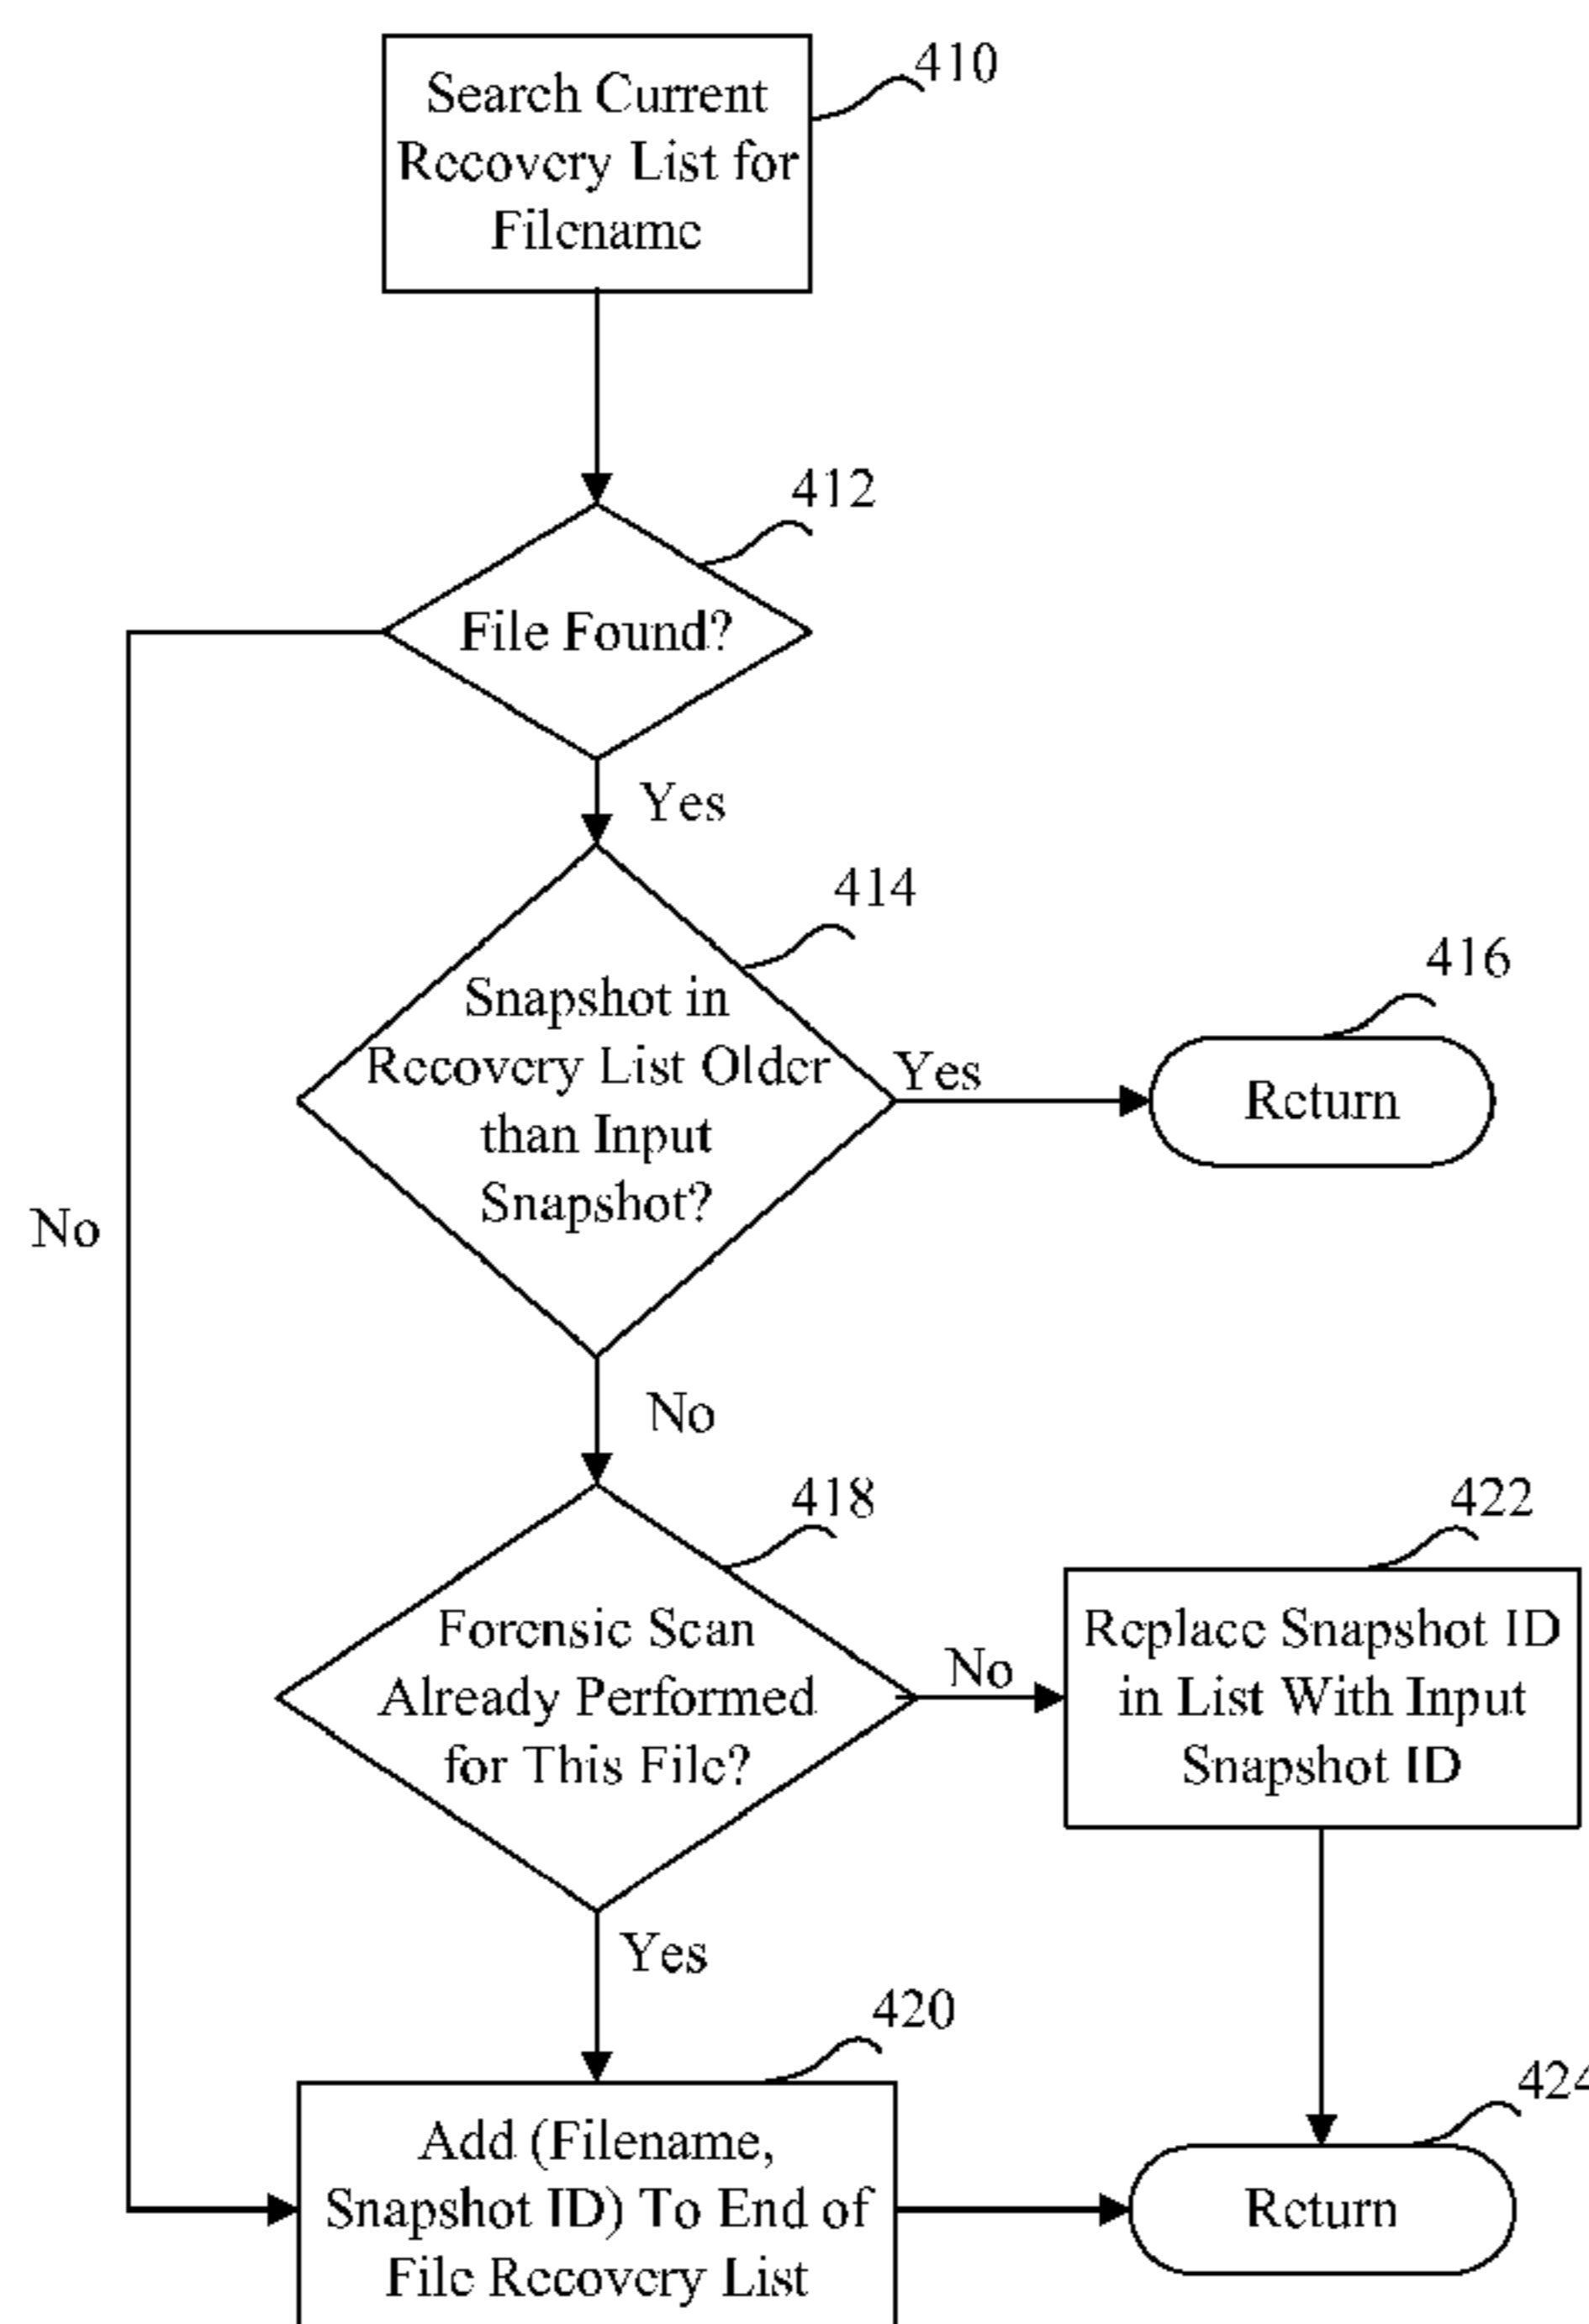 410
Search Current
Recovery List for
Filename
412
File Found?
Yes
414
Snapshot in
Recovery List Older
than Input
Snapshot?
Yes
416
Return
No
No
418
Forensic Scan
Already Performed
for This File?
No
422
Replace Snapshot ID
in List With Input
Snapshot ID
Yes
420
Add (Filename,
Snapshot ID) To End of
File Recovery List
424
Return